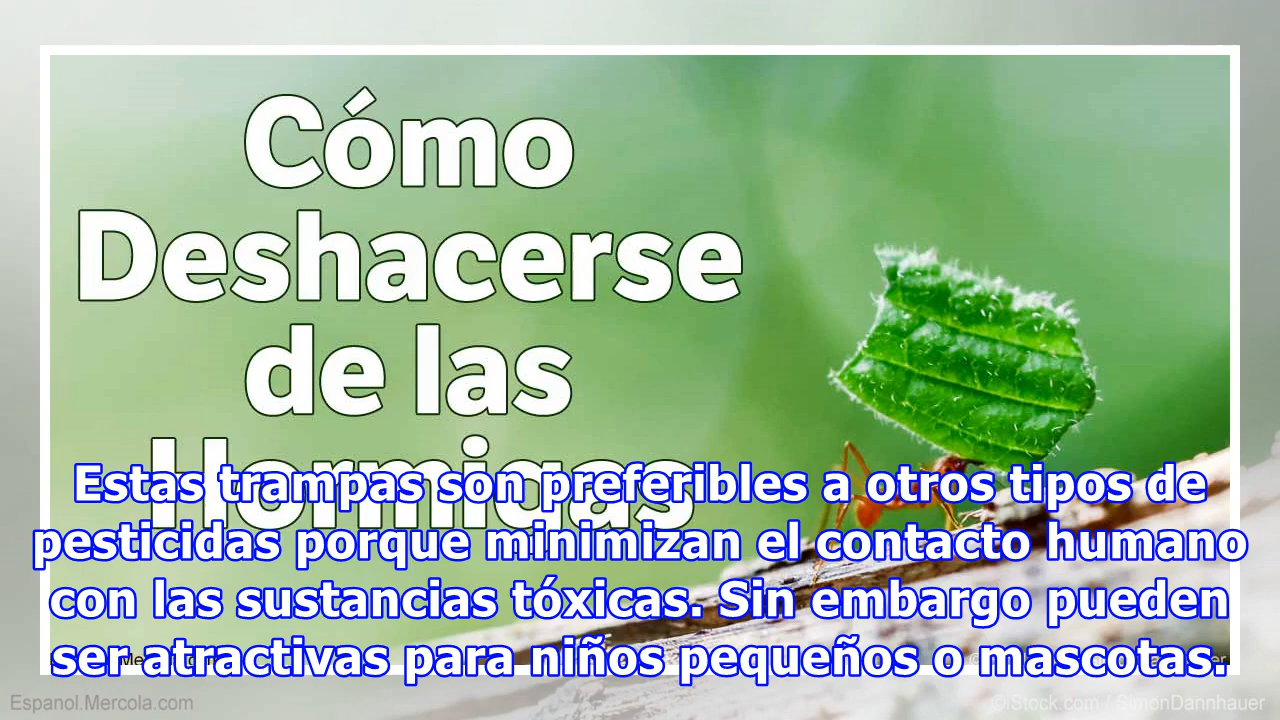 Cómo
Deshacerse
de las
Hormigas
Estas trampas son preferibles a otros tipos de
pesticidas porque minimizan el contacto humano
con las sustancias tóxicas. Sin embargo pueden
ser atractivas para niños pequeños o mascotas.
Espanol.Mercola.com
©iStock.com / SimonDannhauer